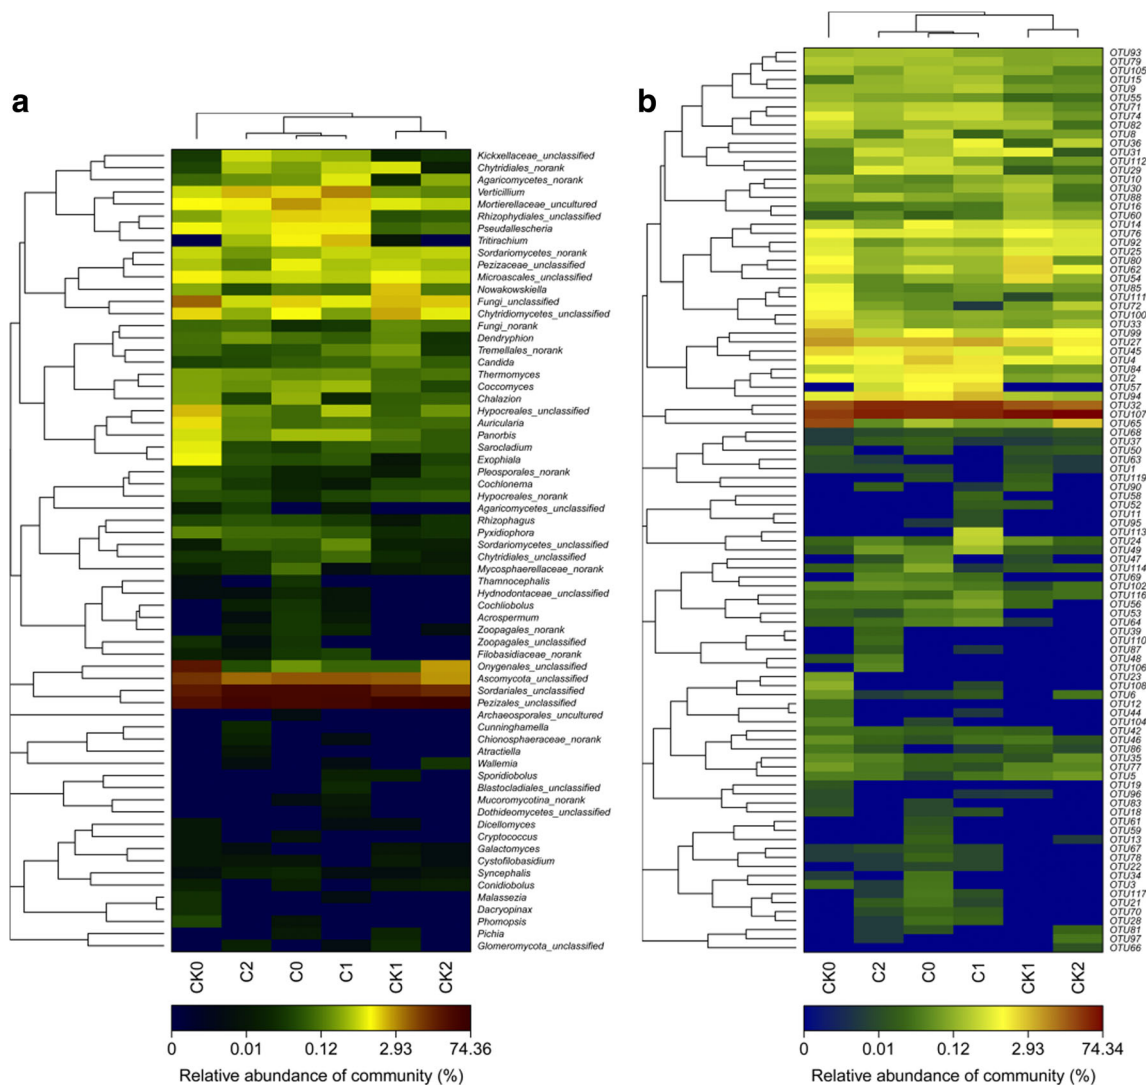 a
Kickxellaceae_unclassified
Chytridiales_norank
Agaricomycetes_norank
Verticillium
Mortierellaceae_uncultured
Rhizophydiales_unclassified
Pseudallescheria
Tritirachium
Sordariomycetes_norank
Pezizaceae_unclassified
Microascales_unclassified
Nowakowskiella
Fungi_unclassified
Chytridiomycetes_unclassified
Fungi_norank
Dendryphion
Tremellales_norank
Candida
Thermomyces
Coccomyces
Chalazion
Hypocreales_unclassified
Auricularia
Panorbis
Sarocladium
Exophiala
Pleosporales_norank
Cochlonema
Hypocreales_norank
Agaricomycetes_unclassified
Rhizophagus
Pyxidiophora
Sordariomycetes_unclassified
Chytridiales_unclassified
Mycosphaerellaceae_norank
Thamnocephalis
Hydnodontaceae_unclassified
Cochliobolus
Acrospermum
Zoopagales_norank
Zoopagales_unclassified
Filobasidiaceae_norank
Onygenales_unclassified
Ascomycota_unclassified
Sordariales_unclassified
Pezizales_unclassified
Archaeosporales_uncultured
Cunninghamella
Chionosphaeraceae_norank
Atractiella
Wallemia
Sporidiobolus
Blastocladiales_unclassified
Mucoromycotina_norank
Dothideomycetes_unclassified
Dicellomyces
Cryptococcus
Galactomyces
Cystofilobasidium
Syncephalis
Conidiobolus
Malassezia
Dacryopinax
Phomopsis
Pichia
Glomeromycota_unclassified
CK0 C2 C0 C1 CK1 CK2
0 0.01 0.12 2.93 74.36
Relative abundance of community (%)
b
OTU93
OTU79
OTU105
OTU15
OTU9
OTU55
OTU71
OTU74
OTU82
OTU8
OTU36
OTU31
OTU112
OTU29
OTU10
OTU30
OTU88
OTU16
OTU60
OTU14
OTU76
OTU92
OTU25
OTU80
OTU62
OTU54
OTU85
OTU111
OTU72
OTU100
OTU33
OTU99
OTU27
OTU45
OTU4
OTU84
OTU2
OTU57
OTU94
OTU32
OTU107
OTU65
OTU68
OTU37
OTU50
OTU63
OTU1
OTU119
OTU90
OTU58
OTU52
OTU11
OTU95
OTU113
OTU24
OTU49
OTU47
OTU114
OTU69
OTU102
OTU116
OTU56
OTU53
OTU64
OTU39
OTU110
OTU87
OTU48
OTU106
OTU23
OTU108
OTU6
OTU12
OTU44
OTU104
OTU42
OTU46
OTU86
OTU35
OTU77
OTU5
OTU19
OTU96
OTU83
OTU18
OTU61
OTU59
OTU13
OTU67
OTU78
OTU22
OTU34
OTU3
OTU117
OTU21
OTU70
OTU28
OTU81
OTU97
OTU66
CK0 C2 C0 C1 CK1 CK2
0 0.01 0.12 2.93 74.34
Relative abundance of community (%)